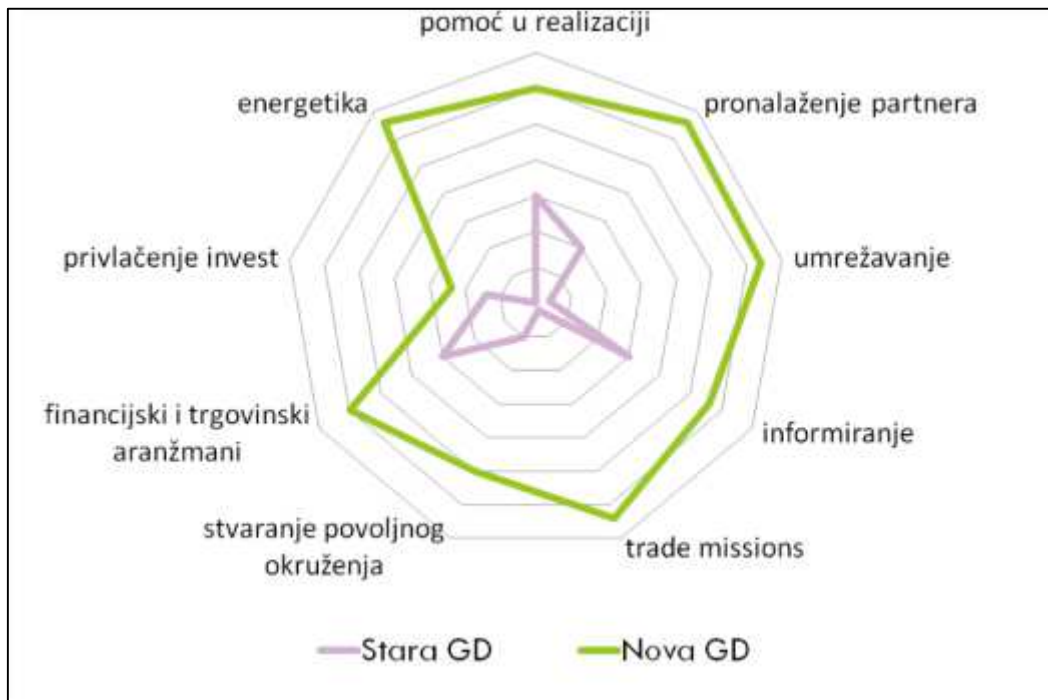 pomoć u realizaciji
pronalaženje partnera
umrežavanje
informiranje
trade missions
stvaranje povoljnog
okruženja
financijski i trgovinski
aranžmani
privlačenje invest
energetika
Stara GD
Nova GD